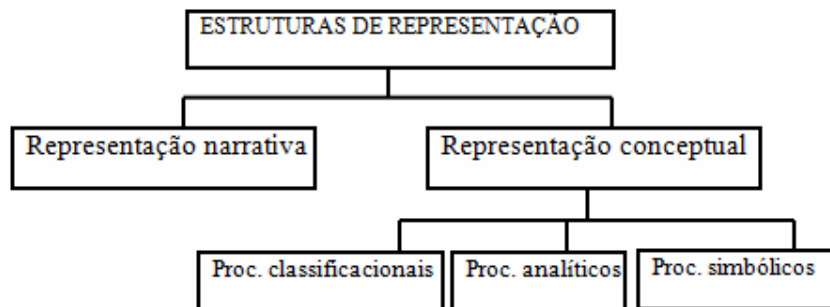 ESTRUTURAS DE REPRESENTAÇÃO
Representação narrativa
Representação conceptual
Proc. classificacionais
Proc. analíticos
Proc. simbólicos